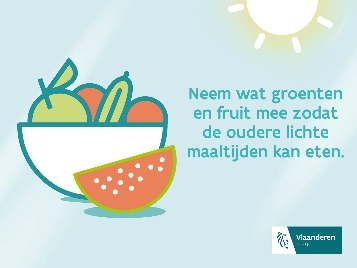 Neem wat groenten
en fruit mee zodat
de oudere lichte
maaltijden kan eten.
Vlaanderen